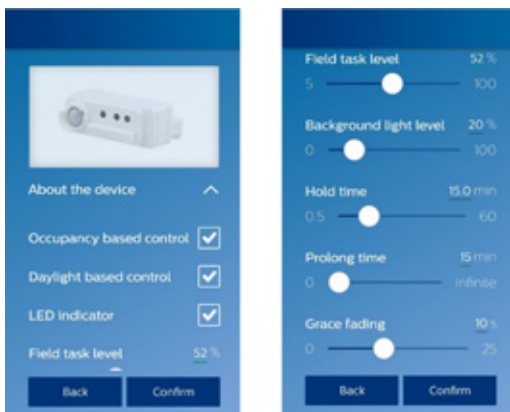 About the device
Occupancy based control
Daylight based control
LED indicator
Field task level 52 %
Back Confirm
Field task level 52 %
5 100
Background light level 20 %
0 100
Hold time 15.0 min
0.5 60
Prolong time 15 min
0 infinite
Grace fading 10 s
0 25
Back Confirm